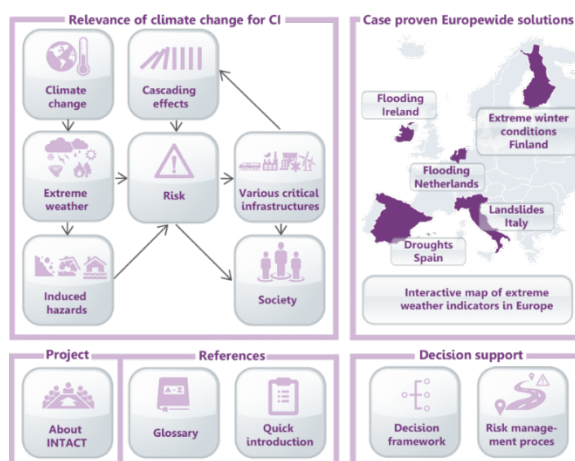 Relevance of climate change for CI
Climate
change
Cascading
effects
Extreme
weather
Risk
Various critical
infrastructures
Induced
hazards
Society
Case proven Europewide solutions
Flooding
Ireland
Extreme winter
conditions
Finland
Flooding
Netherlands
Landslides
Italy
Droughts
Spain
Interactive map of extreme
weather indicators in Europe
Project
About
INTACT
References
A-Z
Glossary
Quick
introduction
Decision support
Decision
framework
Risk manage-
ment proces